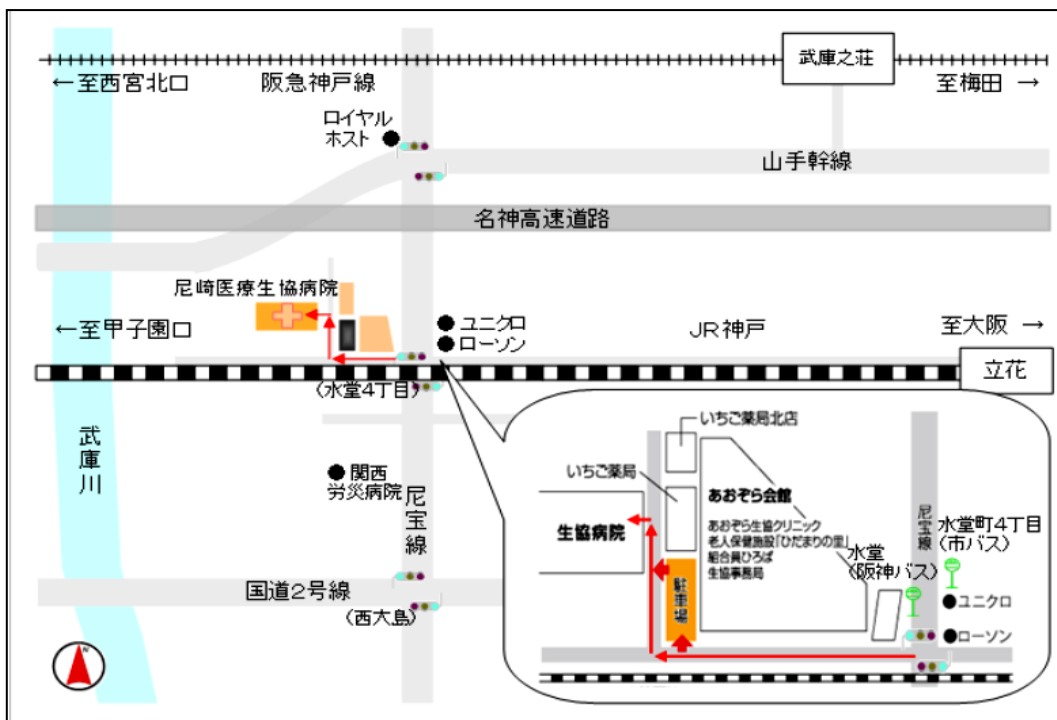 武庫之荘
←至西宮北口
阪急神戸線
至梅田→
ロイヤル
ホスト
山手幹線
名神高速道路
尼崎医療生協病院
←至甲子園口
ユニクロ
ローソン
JR神戸
至大阪→
立花
(水堂4丁目)
武庫川
関西
労災病院
尼宝線
国道2号線
(西大島)
N
いちご薬局北店
いちご薬局
あおぞら会館
生協病院
あおぞら生協クリニック
老人保健施設「ひだまりの里」
組合員ひろば
生協事務局
駐車場
尼宝線
水堂町4丁目
(市バス)
水堂
(阪神バス)
ユニクロ
ローソン